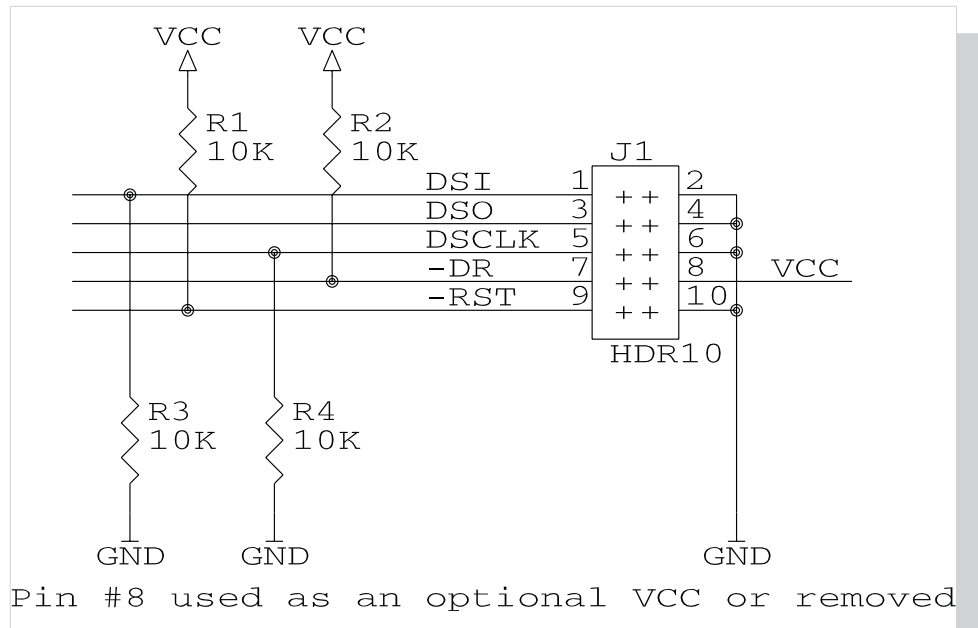 VCC VCC
R1 R2
10K 10K
J1
DSI 1 2
DSO 3 4
DSCLK 5 6
-DR 7 8 VCC
-RST 9 10
HDR10
R3 R4
10K 10K
GND GND GND
Pin #8 used as an optional VCC or removed